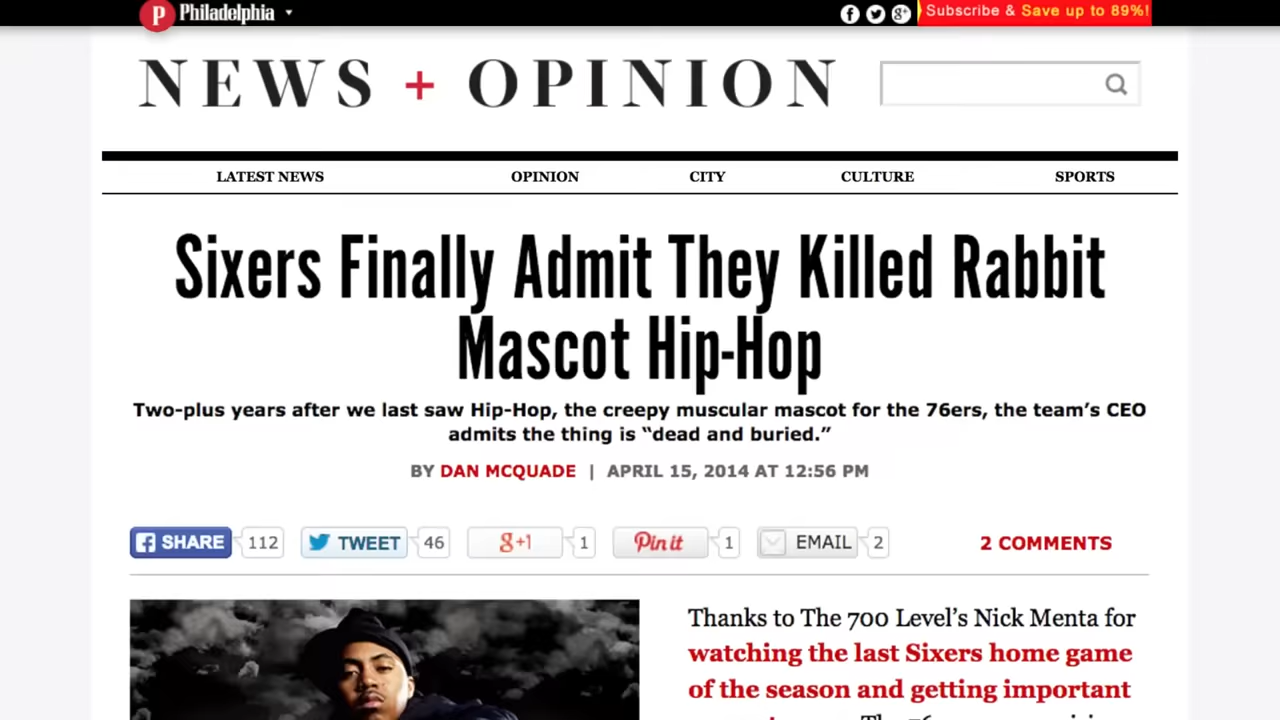 Philadelphia
Subscribe & Save up to 89%!
NEWS + OPINION
LATEST NEWS OPINION CITY CULTURE SPORTS
Sixers Finally Admit They Killed Rabbit
Mascot Hip-Hop
Two-plus years after we last saw Hip-Hop, the creepy muscular mascot for the 76ers, the team's CEO
admits the thing is “dead and buried.”
BY DAN MCQUADE | APRIL 15, 2014 AT 12:56 PM
SHARE 112 TWEET 46 g+1 1 Pin it 1 EMAIL 2 2 COMMENTS
Thanks to The 700 Level's Nick Menta for
watching the last Sixers home game
of the season and getting important